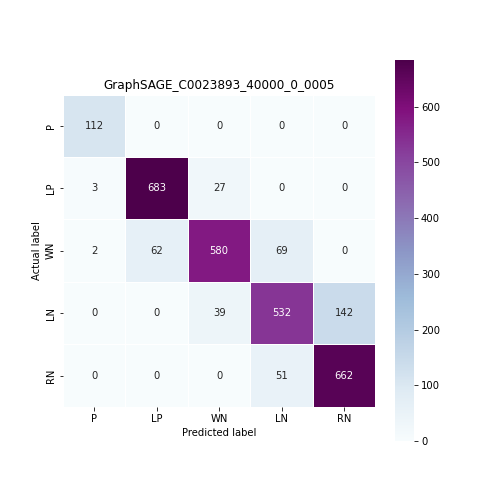 GraphSAGE_C0023893_40000_0_0005
P 112 0 0 0 0
LP 3 683 27 0 0
WN 2 62 580 69 0
LN 0 0 39 532 142
RN 0 0 0 51 662
P LP WN LN RN
Actual label
Predicted label
600
500
400
300
200
100
0